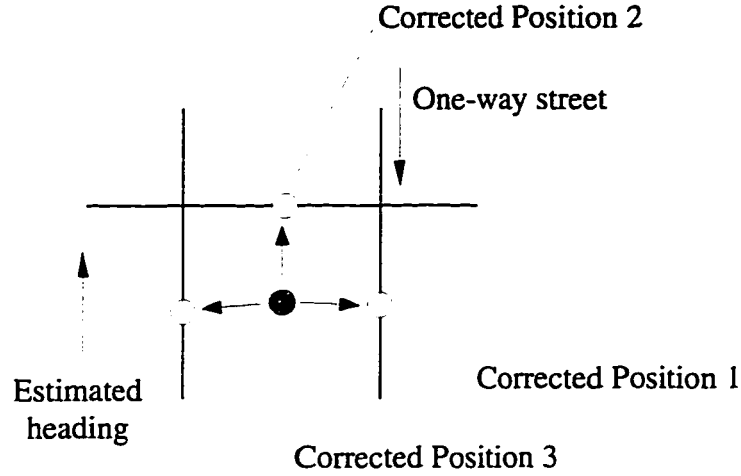 Corrected Position 2
One-way street
Estimated
heading
Corrected Position 1
Corrected Position 3